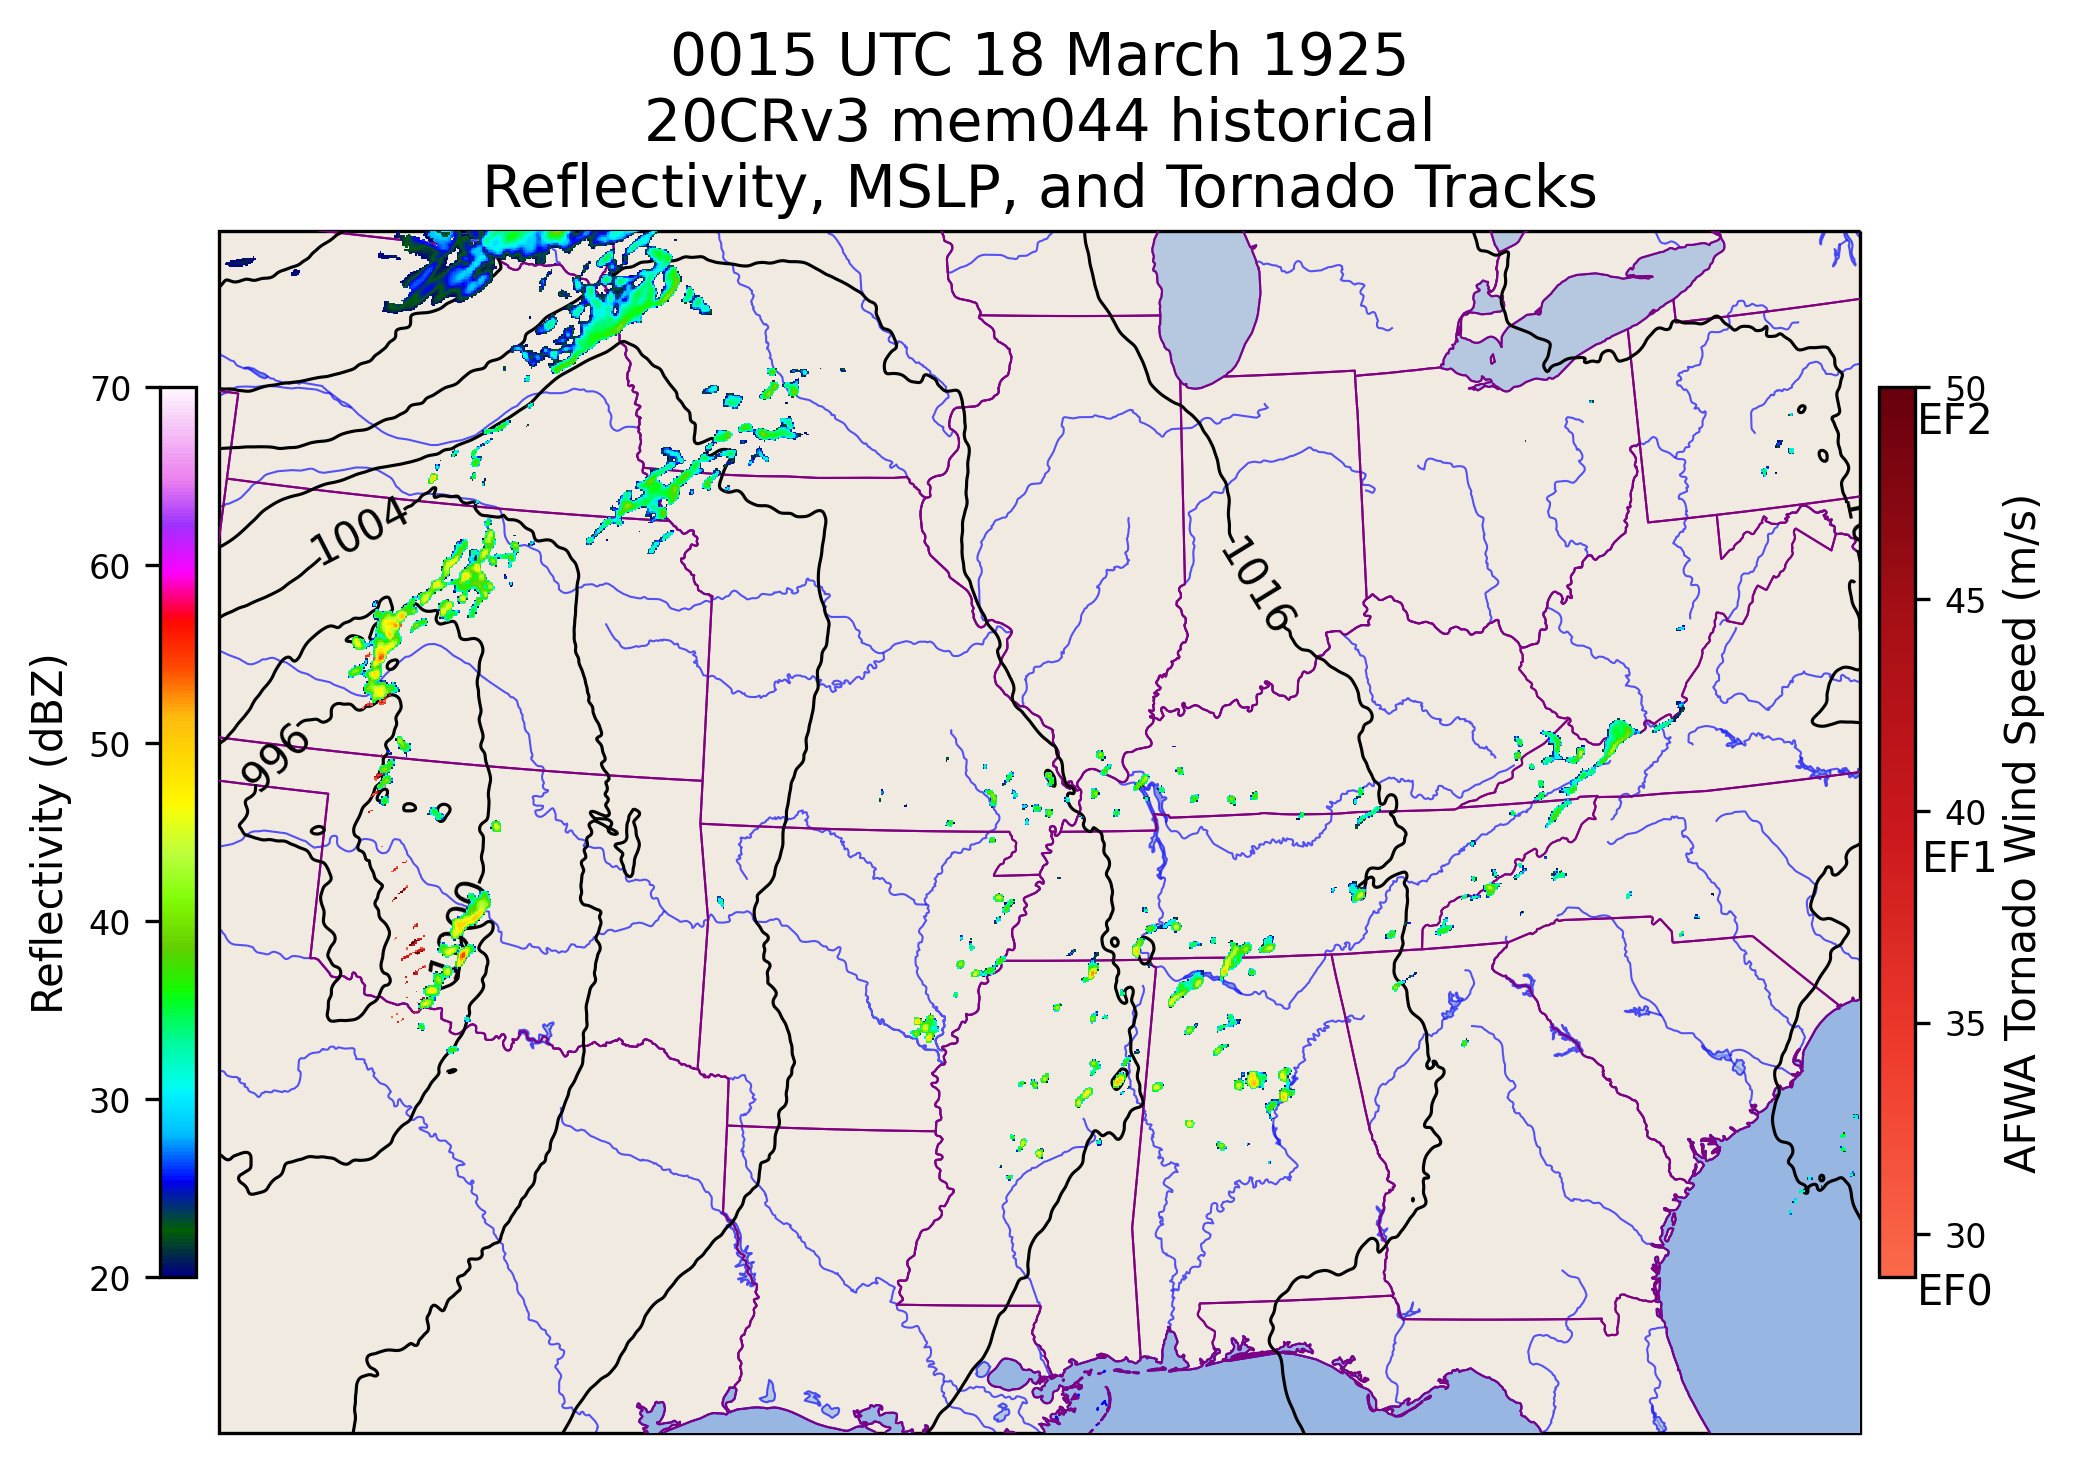 0015 UTC 18 March 1925
20CRv3 mem044 historical
Reflectivity, MSLP, and Tornado Tracks
70
60
50
40
30
20
Reflectivity (dBZ)
1004
996
1016
50
EF2
45
40
EF1
35
30
EF0
AFWA Tornado Wind Speed (m/s)